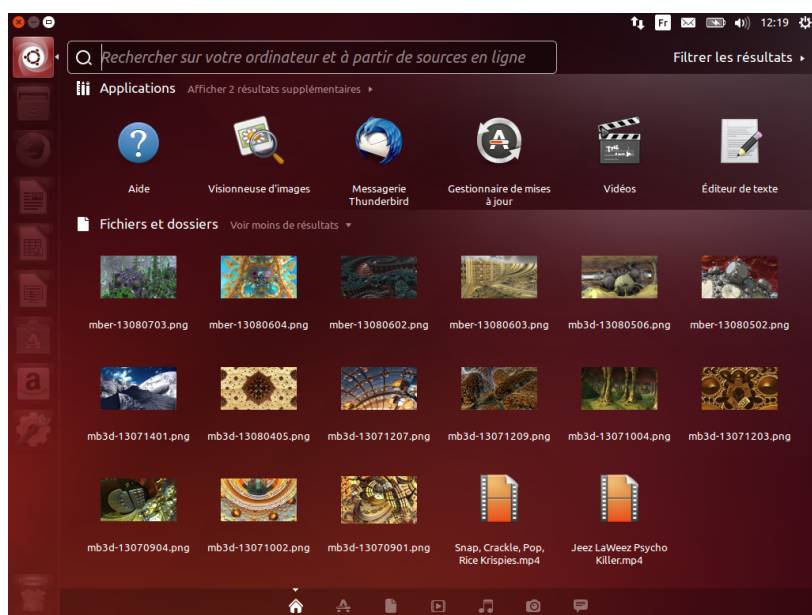 Fr
12:19
Rechercher sur votre ordinateur et à partir de sources en ligne
Filtrer les résultats
Applications Afficher 2 résultats supplémentaires
Aide
Visionneuse d'images
Messagerie
Thunderbird
Gestionnaire de mises
à jour
Vidéos
Éditeur de texte
Fichiers et dossiers Voir moins de résultats
mber-13080703.png
mber-13080604.png
mber-13080602.png
mber-13080603.png
mb3d-13080506.png
mber-13080502.png
mb3d-13071401.png
mb3d-13080405.png
mb3d-13071207.png
mb3d-13071209.png
mb3d-13071004.png
mb3d-13071203.png
mb3d-13070904.png
mb3d-13071002.png
mb3d-13070901.png
Snap, Crackle, Pop,
Rice Krispies.mp4
Jeez LaWeez Psycho
Killer.mp4
a